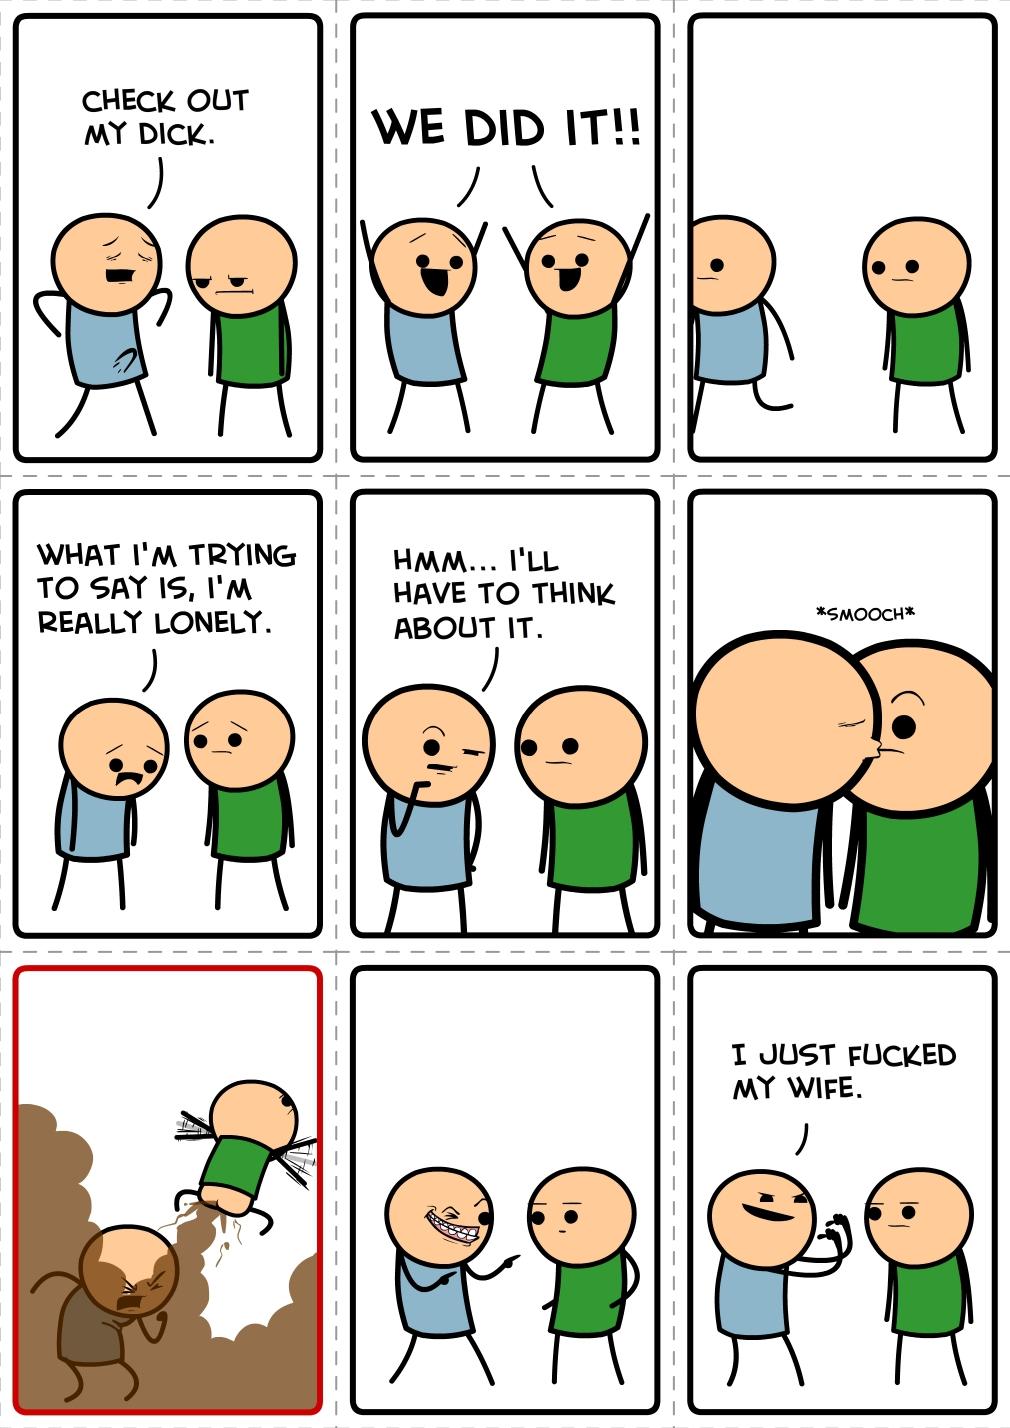 CHECK OUT
MY DICK.
WE DID IT!!
WHAT I'M TRYING
TO SAY IS, I'M
REALLY LONELY.
HMM... I'LL
HAVE TO THINK
ABOUT IT.
*SMOOCH*
I JUST FUCKED
MY WIFE.